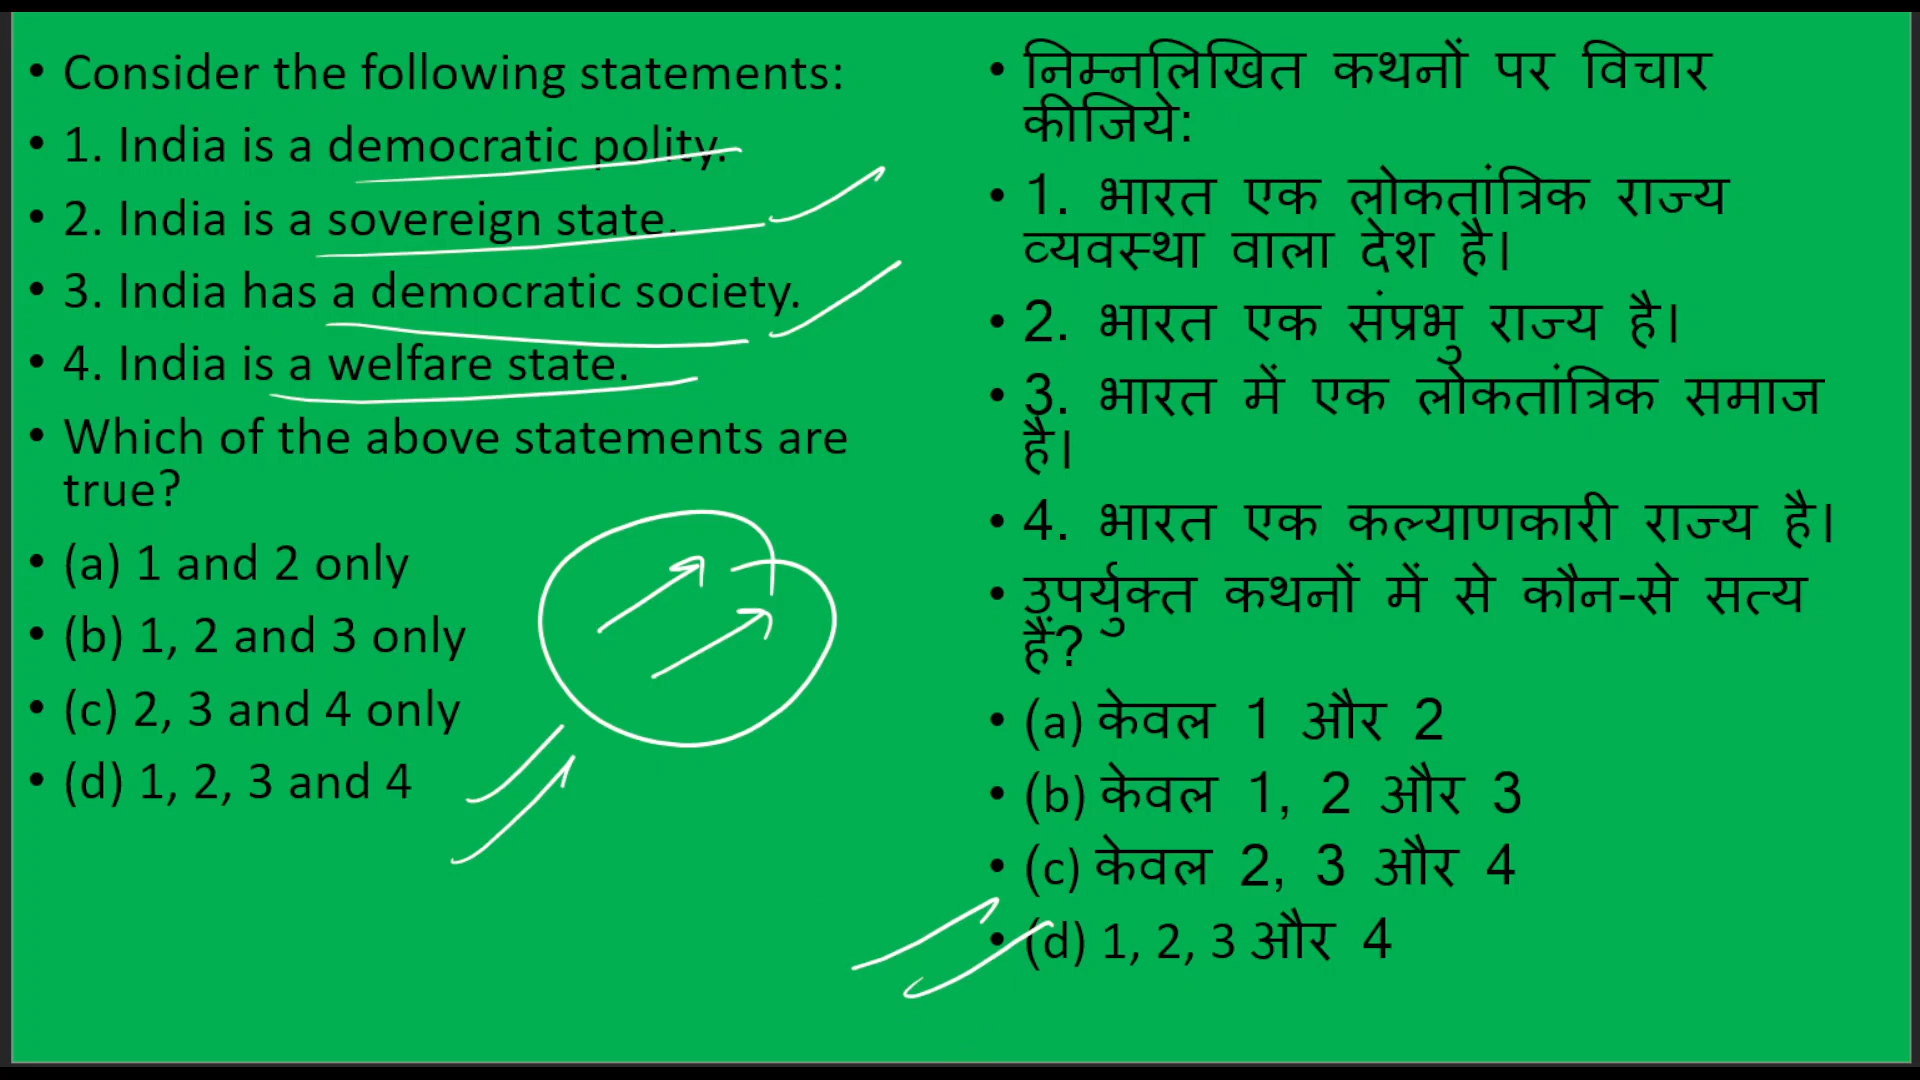 • Consider the following statements:
• 1. India is a democratic polity.
• 2. India is a sovereign state.
• 3. India has a democratic society.
• 4. India is a welfare state.
• Which of the above statements are
true?
• (a) 1 and 2 only
• (b) 1, 2 and 3 only
• (c) 2, 3 and 4 only
• (d) 1, 2, 3 and 4
• निम्नलिखित कथनों पर विचार
कीजिये:
• 1. भारत एक लोकतांत्रिक राज्य
व्यवस्था वाला देश है।
• 2. भारत एक संप्रभु राज्य है।
• 3. भारत में एक लोकतांत्रिक समाज
है।
• 4. भारत एक कल्याणकारी राज्य है।
• उपर्युक्त कथनों में से कौन-से सत्य
हैं?
• (a) केवल 1 और 2
• (b) केवल 1, 2 और 3
• (c) केवल 2, 3 और 4
• (d) 1, 2, 3 और 4